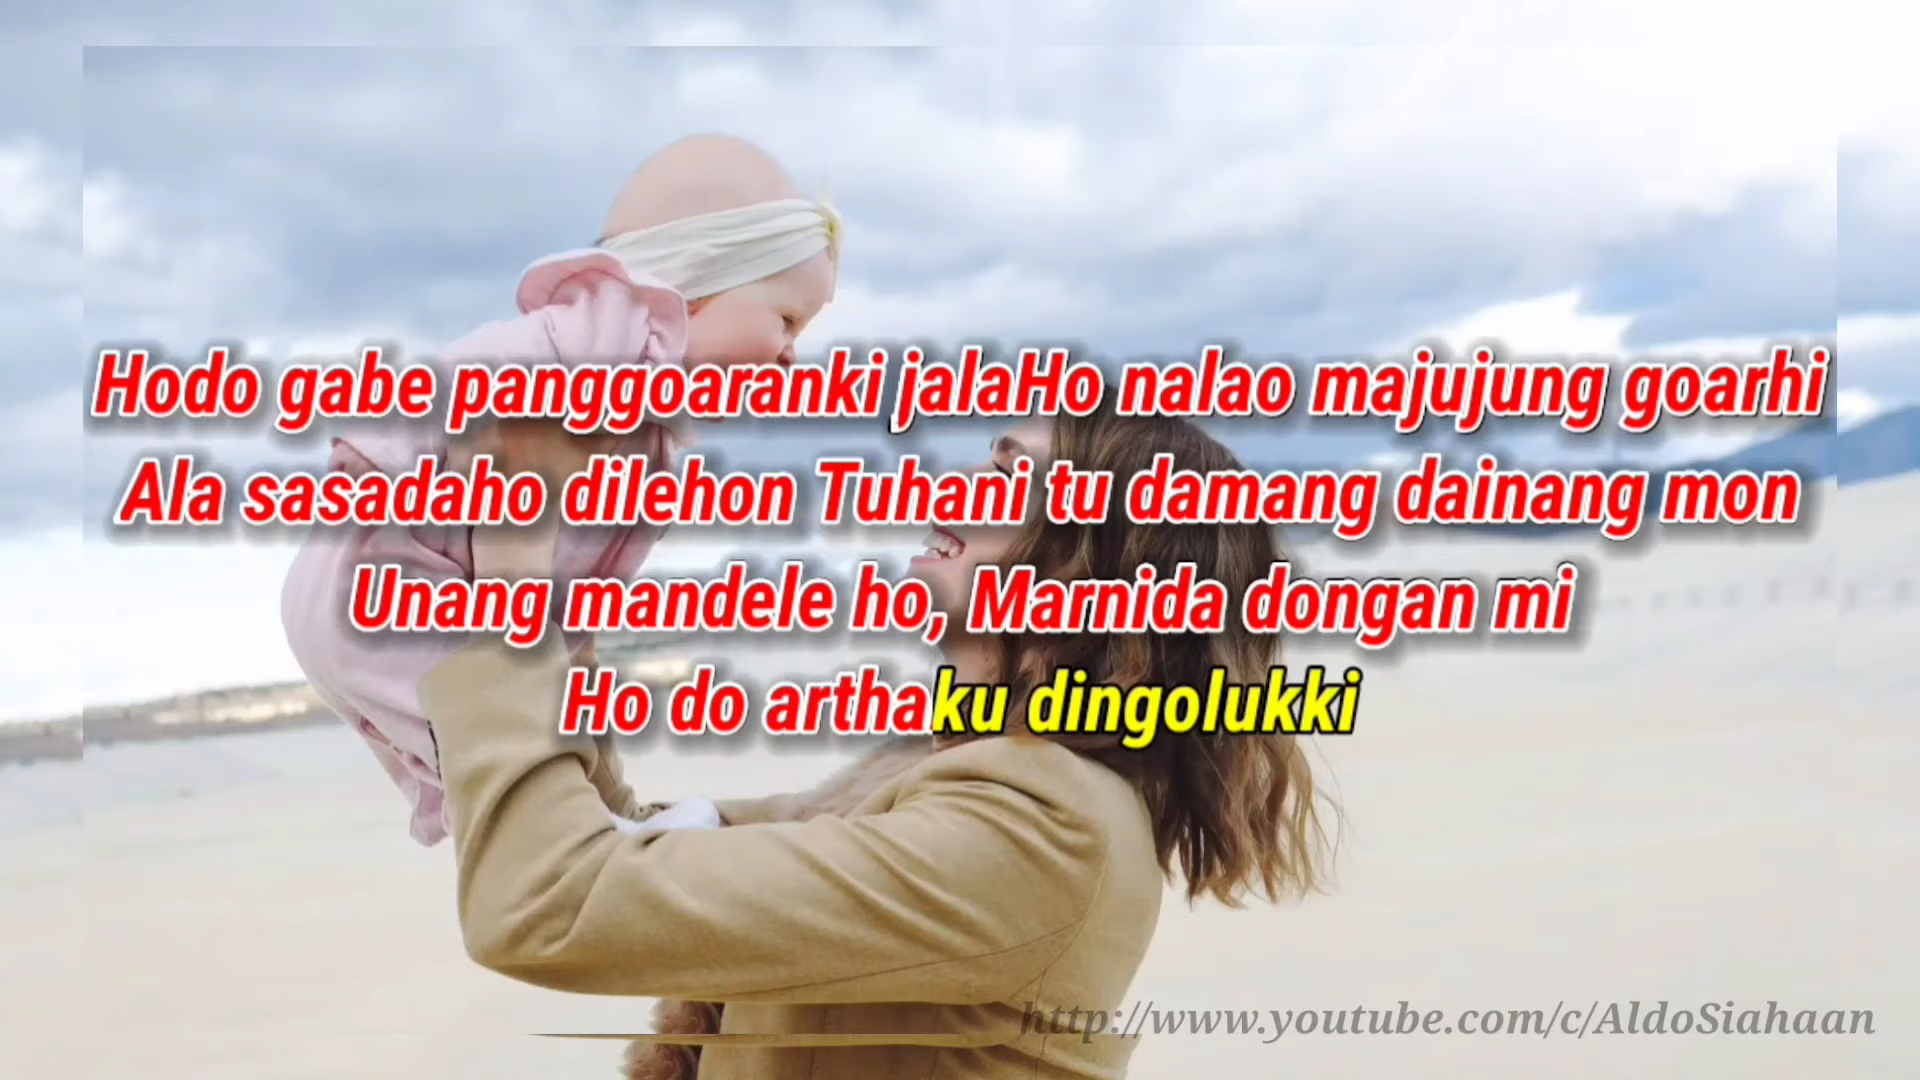 Hodo gabe panggoaranki jalaHo nalao majujung goarhi
Ala sasadaho dilehon Tuhani tu damang dainang mon
Unang mandele ho, Marnida dongan mi
Ho do arthaku dingolukki
http://www.youtube.com/c/AldoSiahaan